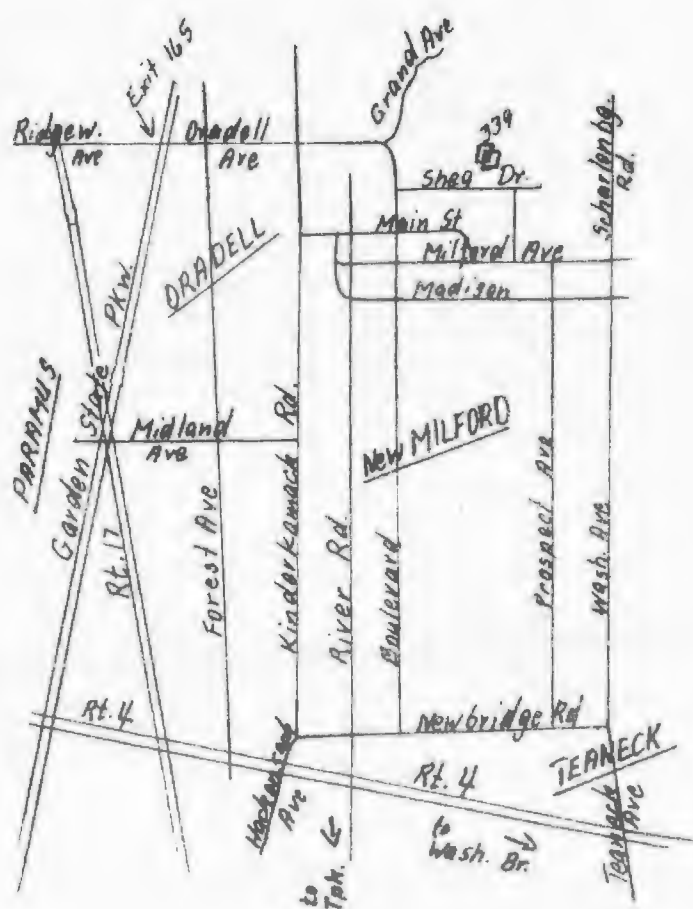 Exit 165
Grand Ave
Ridgew.
Ave
Oradell
Ave
339
Shea Dr.
Scharlenbg.
Rd.
Main St
Milford Ave
Madison
ORADELL
PARAMUS
Garden State PKW.
Midland
Ave
New MILFORD
Rt. 17
Forest Ave
Kinderkamack Rd.
River Rd.
Boulevard
Prospect Ave
Wash. Ave
Rt. 4
Newbridge Rd
TEANECK
Hackensack
Ave
Rt. 4
to
Tpk.
to
Wash. Br.
Teaneck
Ave